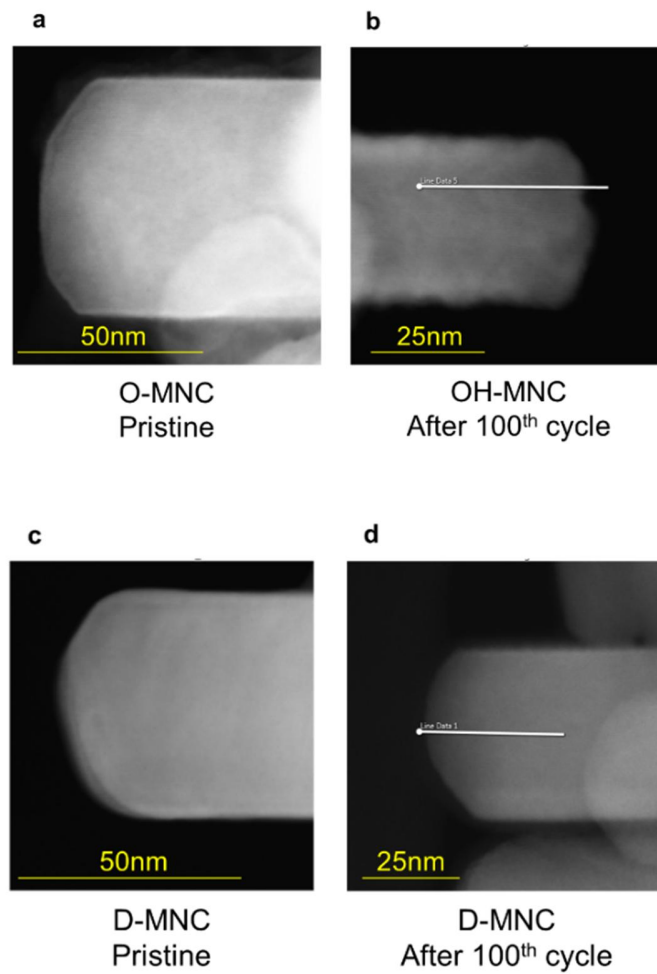 a
b
Line Data 5
50nm
25nm
O-MNC
Pristine
OH-MNC
After 100th cycle
c
d
Line Data 1
50nm
25nm
D-MNC
Pristine
D-MNC
After 100th cycle